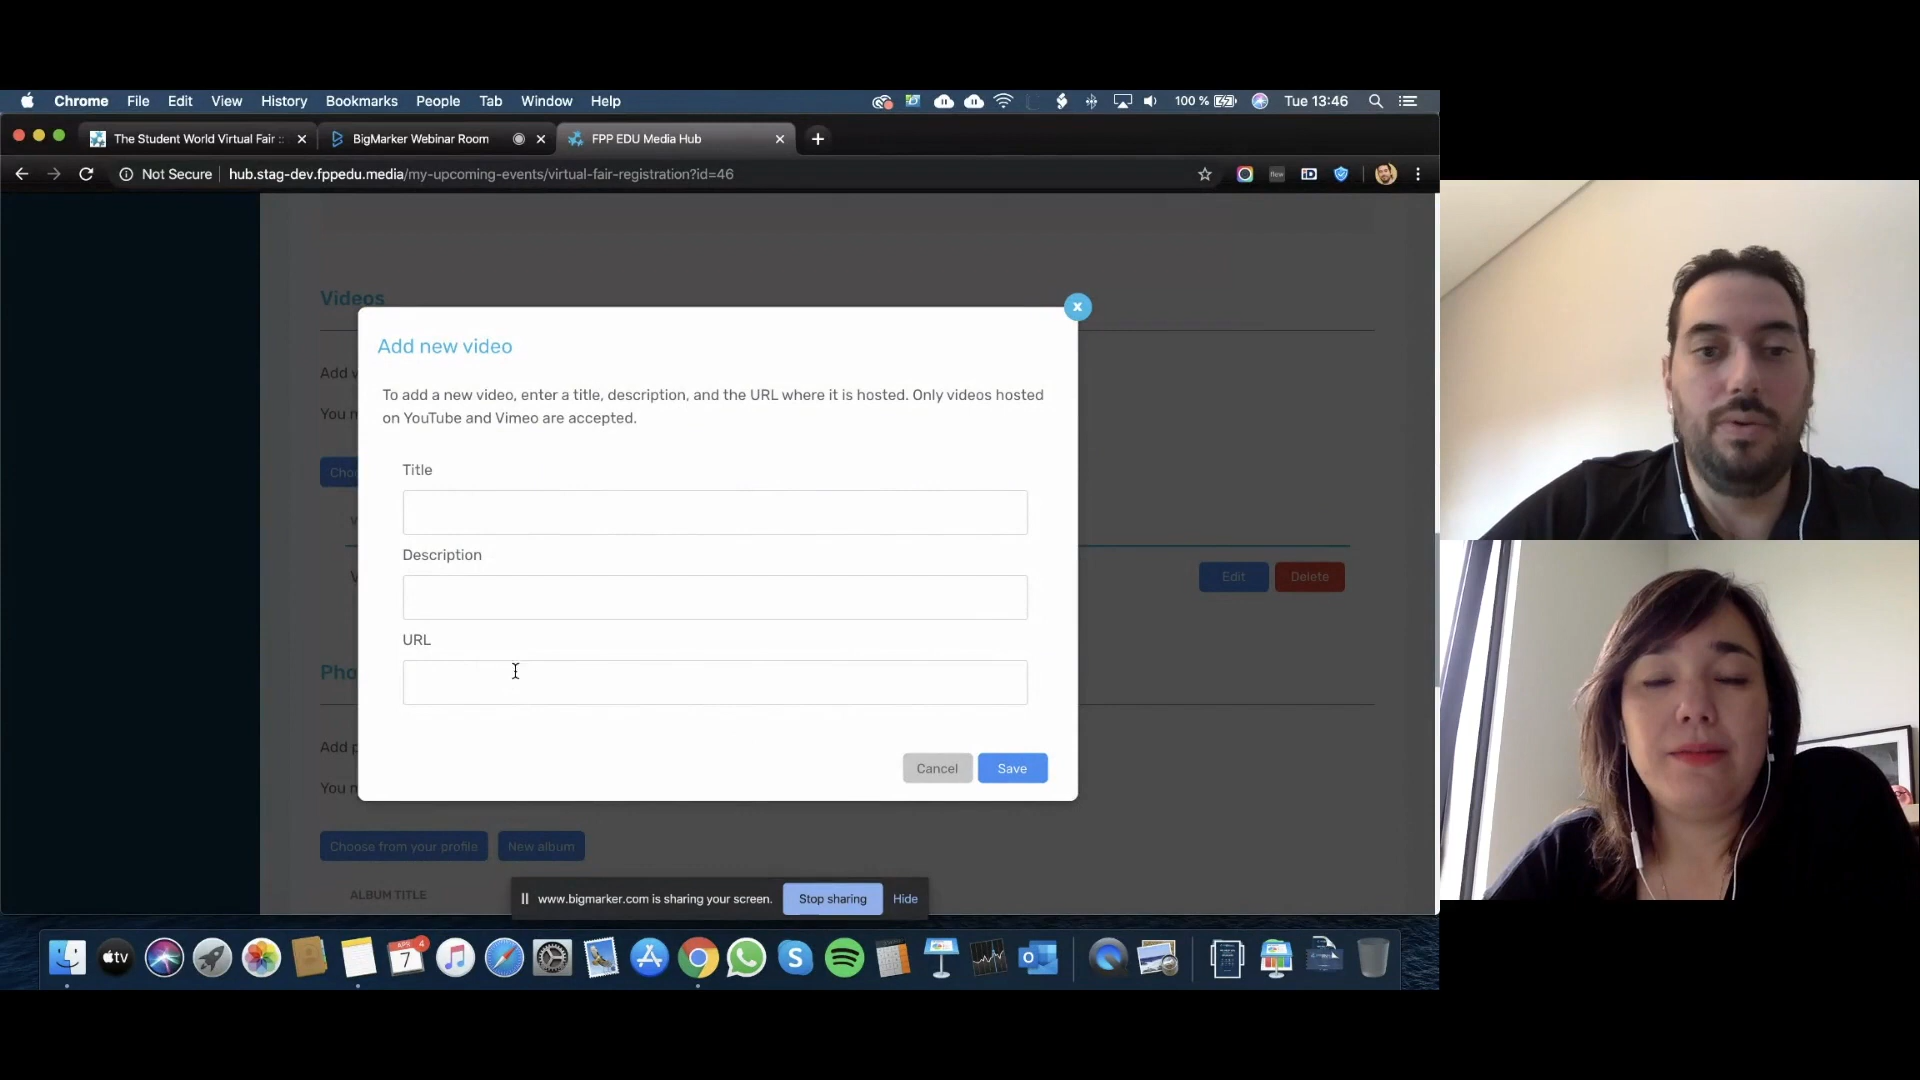 Chrome File Edit View History Bookmarks People Tab Window Help 100 % Tue 13:46
The Student World Virtual Fair :: BigMarker Webinar Room FPP EDU Media Hub
Not Secure hub.stag-dev.fppedu.media/my-upcoming-events/virtual-fair-registration?id=46
Videos
Add new video
To add a new video, enter a title, description, and the URL where it is hosted. Only videos hosted
on YouTube and Vimeo are accepted.
Title
Description
Edit Delete
URL
Cancel Save
Choose from your profile New album
ALBUM TITLE
www.bigmarker.com is sharing your screen. Stop sharing Hide
tv
APR 4
7